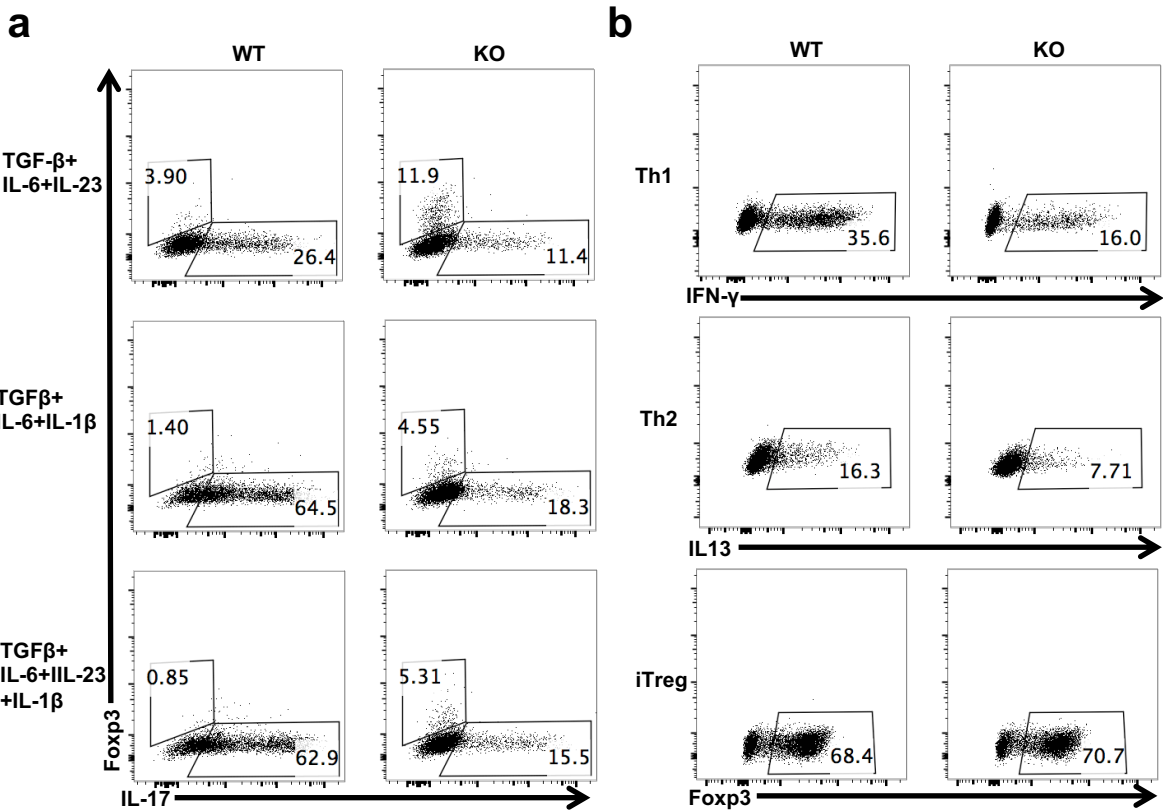 a
WT
KO
TGF-β+
IL-6+IL-23
3.90
26.4
11.9
11.4
TGFβ+
IL-6+IL-1β
1.40
64.5
4.55
18.3
TGFβ+
IL-6+IIL-23
+IL-1β
0.85
62.9
5.31
15.5
Foxp3
IL-17
b
WT
KO
Th1
35.6
16.0
IFN-γ
Th2
16.3
7.71
IL13
iTreg
68.4
70.7
Foxp3